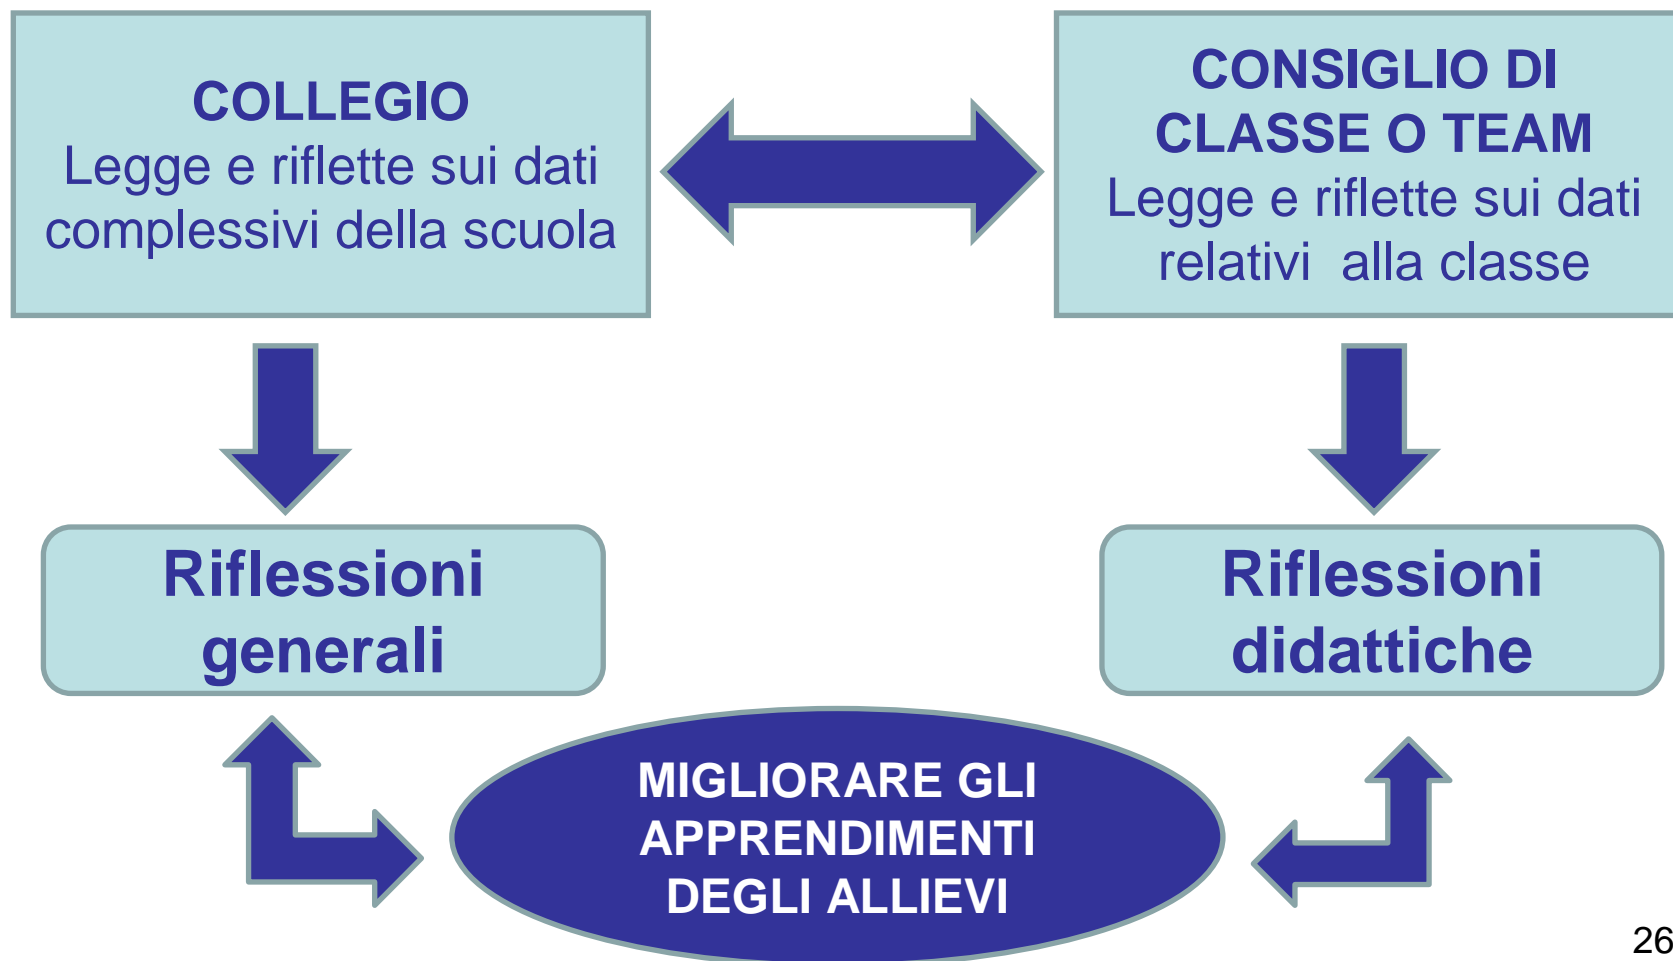 COLLEGIO
Legge e riflette sui dati
complessivi della scuola
CONSIGLIO DI
CLASSE O TEAM
Legge e riflette sui dati
relativi  alla classe
Riflessioni
generali
Riflessioni
didattiche
MIGLIORARE GLI
APPRENDIMENTI
DEGLI ALLIEVI
26